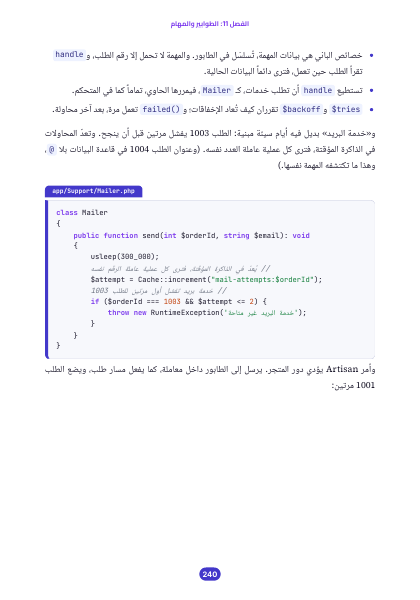 الفصل 11: الطوابير والمهام
• خصائص الباني هي بيانات المهمة، تُسلسَل في الطابور. والمهمة لا تحمل إلا رقم الطلب، و handle
تقرأ الطلب حين تعمل، فترى دائماً البيانات الحالية.
• تستطيع handle أن تطلب خدمات، كـ Mailer ، فيمررها الحاوي، تماماً كما في المتحكم.
• $tries و $backoff تقرران كيف تُعاد الإخفاقات؛ و failed() تعمل مرة، بعد آخر محاولة.
و«خدمة البريد» بديل فيه أيام سيئة مبنية: الطلب 1003 يفشل مرتين قبل أن ينجح. وتعدّ المحاولات
في الذاكرة المؤقتة، فترى كل عملية عاملة العدد نفسه. (وعنوان الطلب 1004 في قاعدة البيانات بلا @ ،
وهذا ما تكتشفه المهمة نفسها.)
app/Support/Mailer.php
class Mailer
{
public function send(int $orderId, string $email): void
{
usleep(300_000);
// يُعدّ في الذاكرة المؤقتة، فترى كل عملية عاملة الرقم نفسه
$attempt = Cache::increment("mail-attempts:$orderId");
// خدمة بريد تفشل أول مرتين للطلب 1003
if ($orderId === 1003 && $attempt <= 2) {
throw new RuntimeException('خدمة البريد غير متاحة');
}
}
}
وأمر Artisan يؤدي دور المتجر. يرسل إلى الطابور داخل معاملة، كما يفعل مسار طلب، ويضع الطلب
1001 مرتين:
240